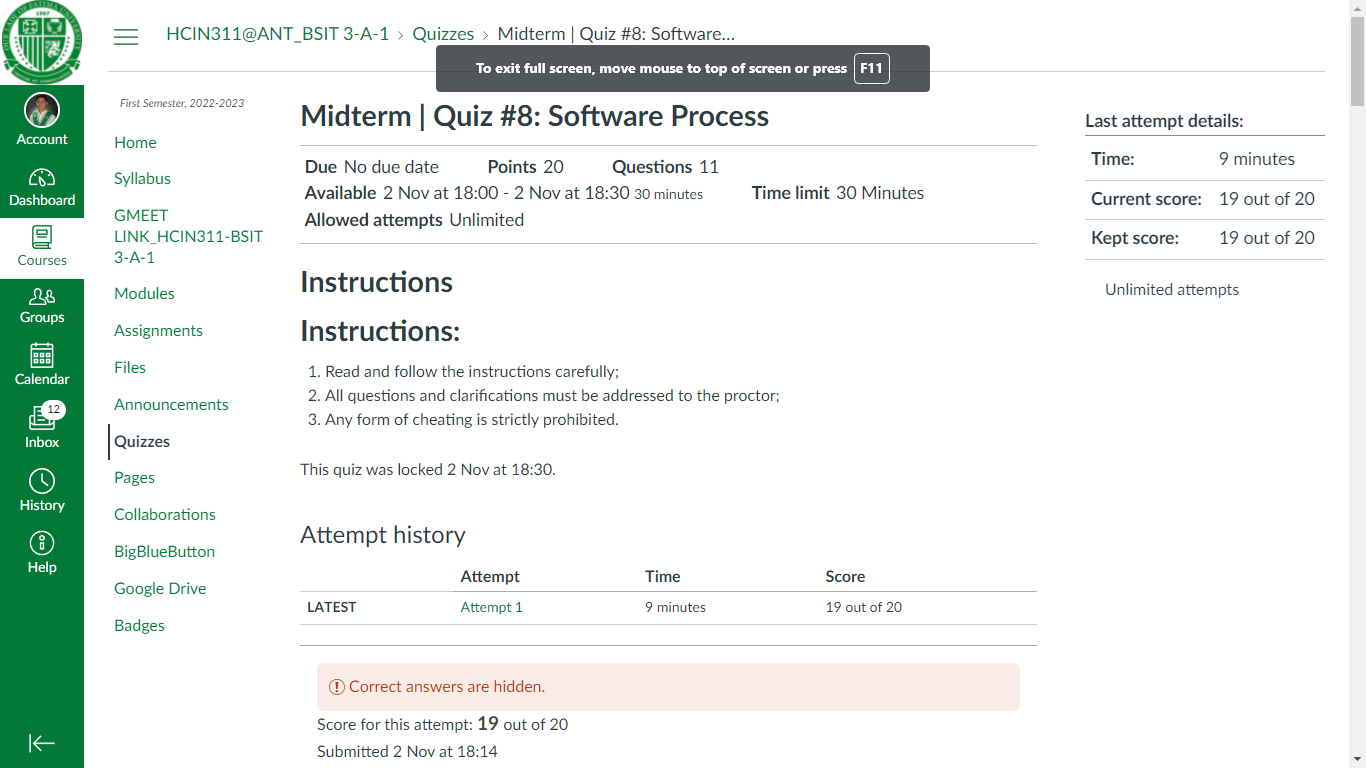 HCIN311@ANT_BSIT 3-A-1 › Quizzes › Midterm | Quiz #8: Software...
To exit full screen, move mouse to top of screen or press F11
1967
Account
Dashboard
Courses
Groups
Calendar
12
Inbox
History
Help
First Semester, 2022-2023
Home
Syllabus
GMEET
LINK_HCIN311-BSIT
3-A-1
Modules
Assignments
Files
Announcements
Quizzes
Pages
Collaborations
BigBlueButton
Google Drive
Badges
Midterm | Quiz #8: Software Process
Due No due date Points 20 Questions 11
Available 2 Nov at 18:00 - 2 Nov at 18:30 30 minutes Time limit 30 Minutes
Allowed attempts Unlimited
Instructions
Instructions:
1. Read and follow the instructions carefully;
2. All questions and clarifications must be addressed to the proctor;
3. Any form of cheating is strictly prohibited.
This quiz was locked 2 Nov at 18:30.
Attempt history
Attempt Time Score
LATEST Attempt 1 9 minutes 19 out of 20
Correct answers are hidden.
Score for this attempt: 19 out of 20
Submitted 2 Nov at 18:14
Last attempt details:
Time: 9 minutes
Current score: 19 out of 20
Kept score: 19 out of 20
Unlimited attempts